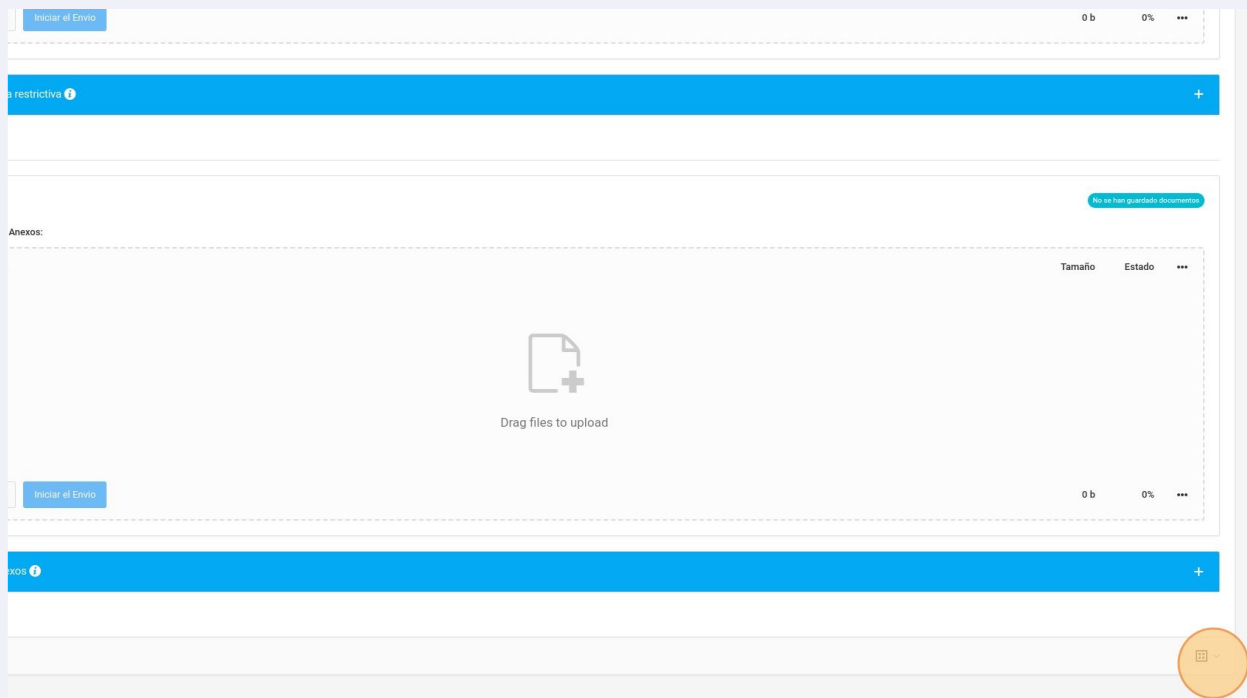 Iniciar el Envio 0 b 0% •••
a restrictiva +
No se han guardado documentos
Anexos:
Tamaño Estado •••
Drag files to upload
Iniciar el Envio 0 b 0% •••
exos +